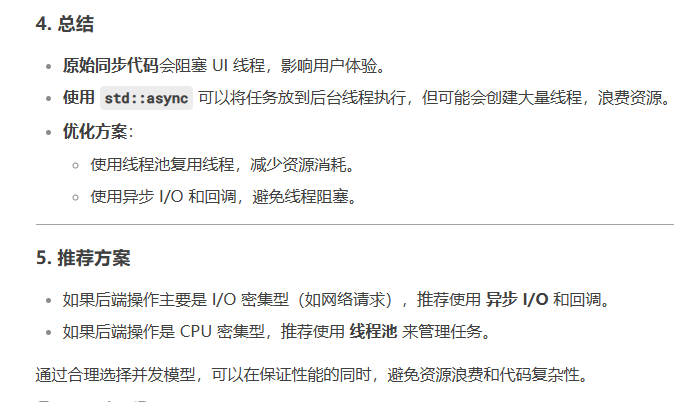 4. 总结
原始同步代码会阻塞 UI 线程，影响用户体验。
使用 std::async 可以将任务放到后台线程执行，但可能会创建大量线程，浪费资源。
优化方案：
使用线程池复用线程，减少资源消耗。
使用异步 I/O 和回调，避免线程阻塞。
5. 推荐方案
如果后端操作主要是 I/O 密集型（如网络请求），推荐使用 异步 I/O 和回调。
如果后端操作是 CPU 密集型，推荐使用 线程池 来管理任务。
通过合理选择并发模型，可以在保证性能的同时，避免资源浪费和代码复杂性。